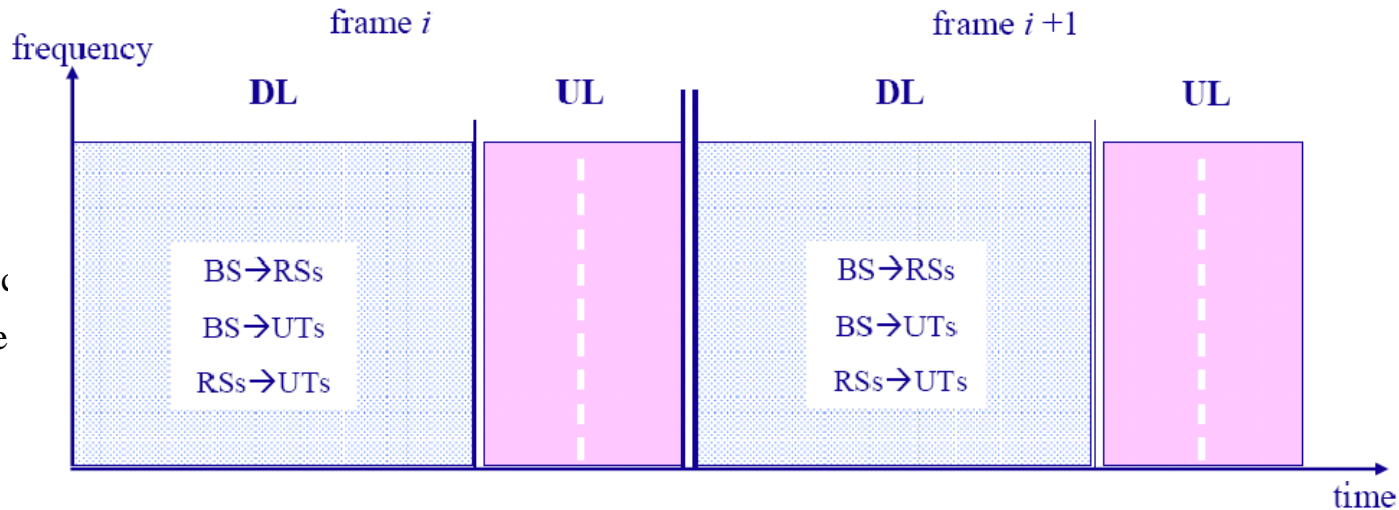 frame i
frame i +1
frequency
DL
UL
DL
UL
BS→RSs
BS→UTs
RSs→UTs
BS→RSs
BS→UTs
RSs→UTs
e
time